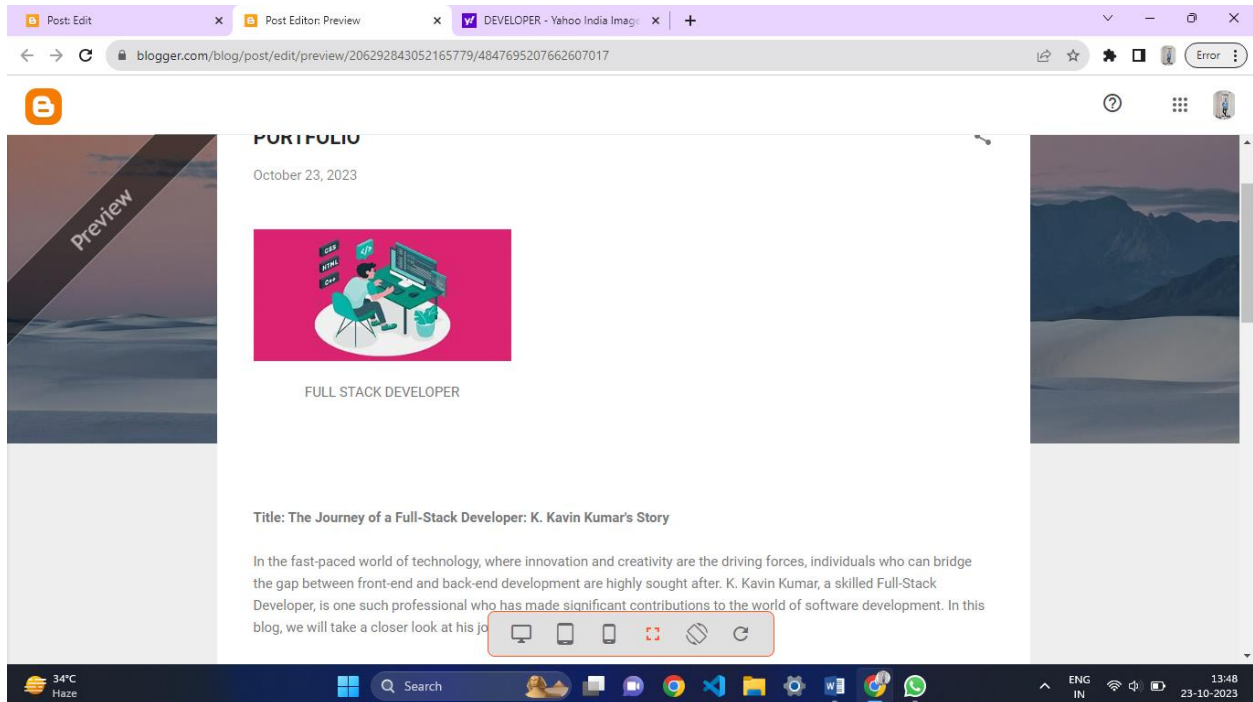 Post: Edit
Post Editor: Preview
DEVELOPER - Yahoo India Image
blogger.com/blog/post/edit/preview/206292843052165779/4847695207662607017
Error
PORTFOLIO
October 23, 2023
Preview
CSS
HTML
C++
</>
FULL STACK DEVELOPER
Title: The Journey of a Full-Stack Developer: K. Kavin Kumar's Story
In the fast-paced world of technology, where innovation and creativity are the driving forces, individuals who can bridge
the gap between front-end and back-end development are highly sought after. K. Kavin Kumar, a skilled Full-Stack
Developer, is one such professional who has made significant contributions to the world of software development. In this
blog, we will take a closer look at his jo
34°C
Haze
Search
ENG
IN
13:48
23-10-2023